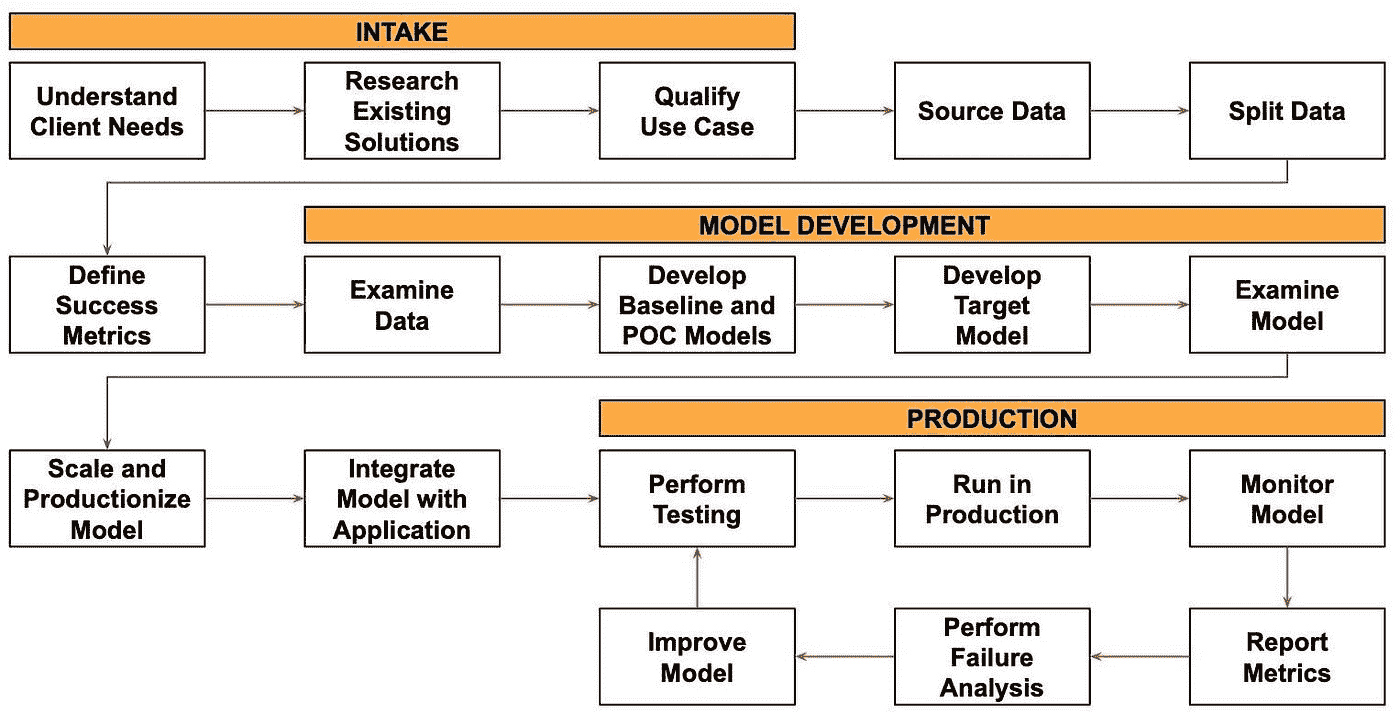 INTAKE
Understand
Client Needs
Research
Existing
Solutions
Qualify
Use Case
Source Data
Split Data
MODEL DEVELOPMENT
Define
Success
Metrics
Examine
Data
Develop
Baseline and
POC Models
Develop
Target
Model
Examine
Model
PRODUCTION
Scale and
Productionize
Model
Integrate
Model with
Application
Perform
Testing
Run in
Production
Monitor
Model
Improve
Model
Perform
Failure
Analysis
Report
Metrics